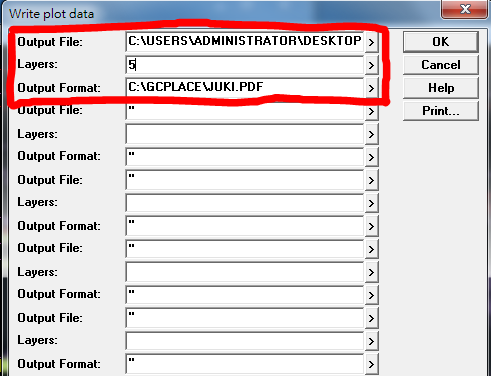 Write plot data
Output File: C:\USERS\ADMINISTRATOR\DESKTOP > OK
Layers: 5 > Cancel
Output Format: C:\GCPLACE\JUKI.PDF > Help
Output File: " > Print...
Layers: >
Output Format: " >
Output File: " >
Layers: >
Output Format: " >
Output File: " >
Layers: >
Output Format: " >
Output File: " >
Layers: >
Output Format: " >